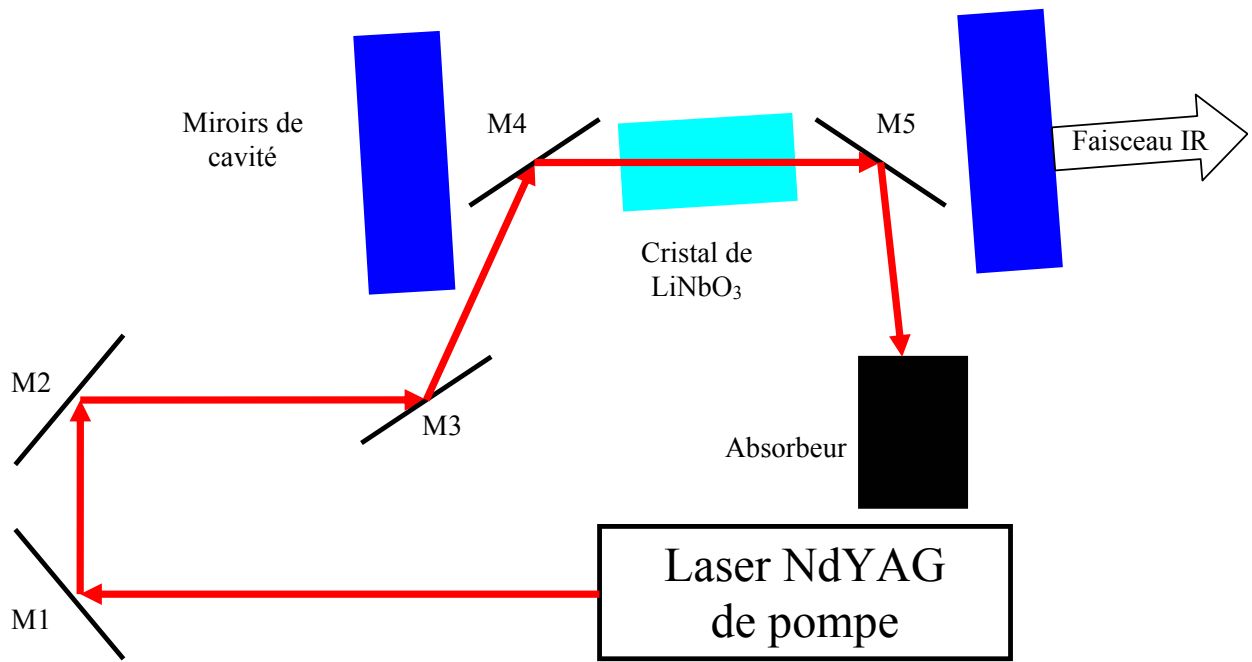 Miroirs de
cavité
M4
M5
Faisceau IR
Cristal de
LiNbO₃
M2
M3
Absorbeur
M1
Laser NdYAG
de pompe